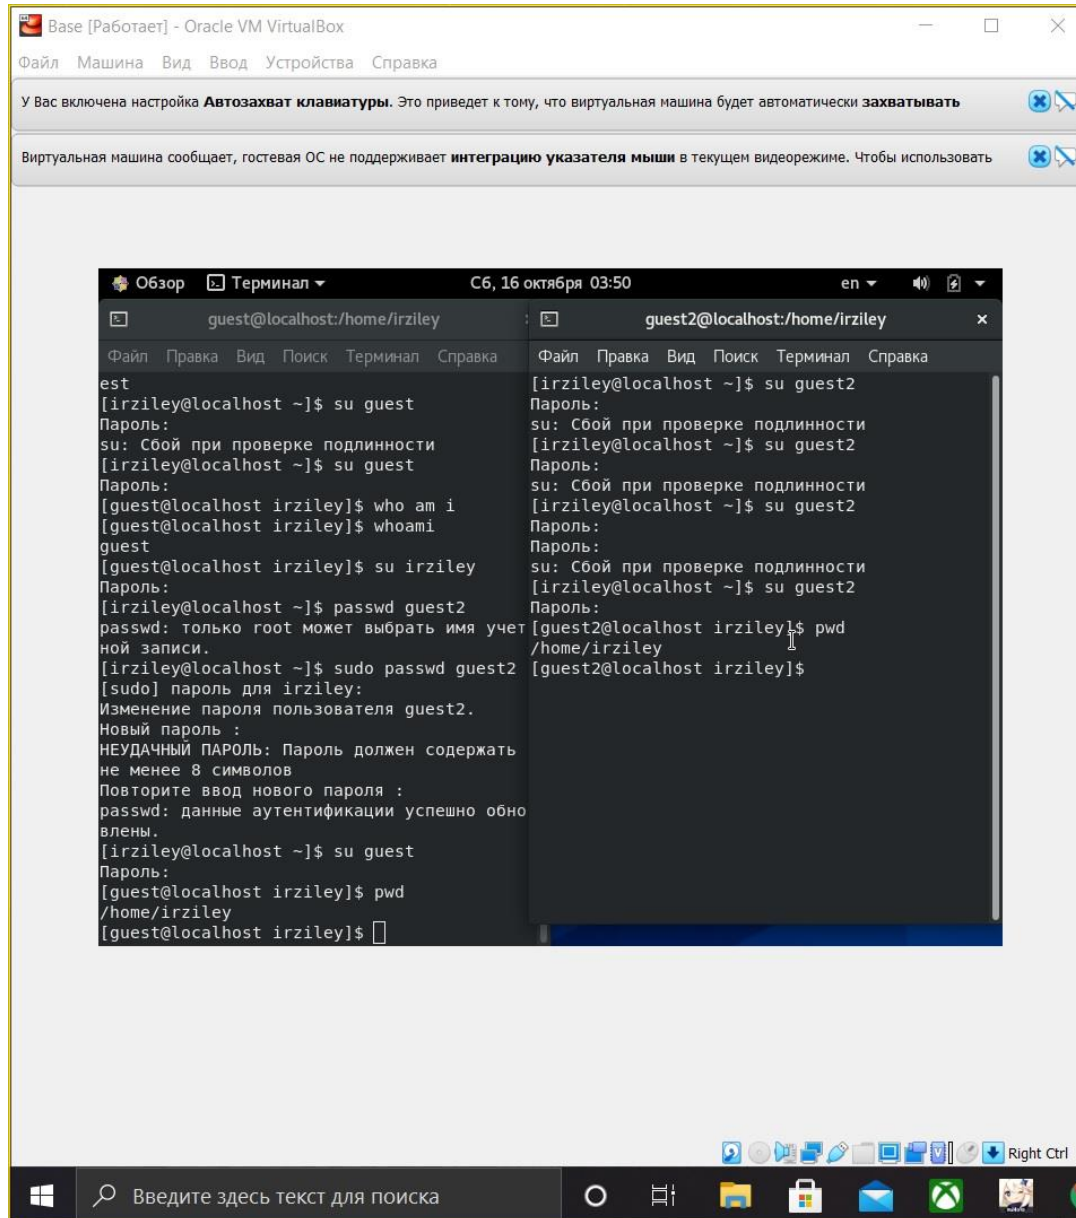 Base [Работает] - Oracle VM VirtualBox
Файл Машина Вид Ввод Устройства Справка
У Вас включена настройка Автозахват клавиатуры. Это приведет к тому, что виртуальная машина будет автоматически захватывать
Виртуальная машина сообщает, гостевая ОС не поддерживает интеграцию указателя мыши в текущем видеорежиме. Чтобы использовать
Обзор Терминал Сб, 16 октября 03:50 en
guest@localhost:/home/irziley
Файл Правка Вид Поиск Терминал Справка
est
[irziley@localhost ~]$ su guest
Пароль:
su: Сбой при проверке подлинности
[irziley@localhost ~]$ su guest
Пароль:
[guest@localhost irziley]$ who am i
[guest@localhost irziley]$ whoami
guest
[guest@localhost irziley]$ su irziley
Пароль:
[irziley@localhost ~]$ passwd guest2
passwd: только root может выбрать имя учет
ной записи.
[irziley@localhost ~]$ sudo passwd guest2
[sudo] пароль для irziley:
Изменение пароля пользователя guest2.
Новый пароль :
НЕУДАЧНЫЙ ПАРОЛЬ: Пароль должен содержать
не менее 8 символов
Повторите ввод нового пароля :
passwd: данные аутентификации успешно обно
влены.
[irziley@localhost ~]$ su guest
Пароль:
[guest@localhost irziley]$ pwd
/home/irziley
[guest@localhost irziley]$
guest2@localhost:/home/irziley
Файл Правка Вид Поиск Терминал Справка
[irziley@localhost ~]$ su guest2
Пароль:
su: Сбой при проверке подлинности
[irziley@localhost ~]$ su guest2
Пароль:
su: Сбой при проверке подлинности
[irziley@localhost ~]$ su guest2
Пароль:
Пароль:
su: Сбой при проверке подлинности
[irziley@localhost ~]$ su guest2
Пароль:
[guest2@localhost irziley]$ pwd
/home/irziley
[guest2@localhost irziley]$
Right Ctrl
Введите здесь текст для поиска